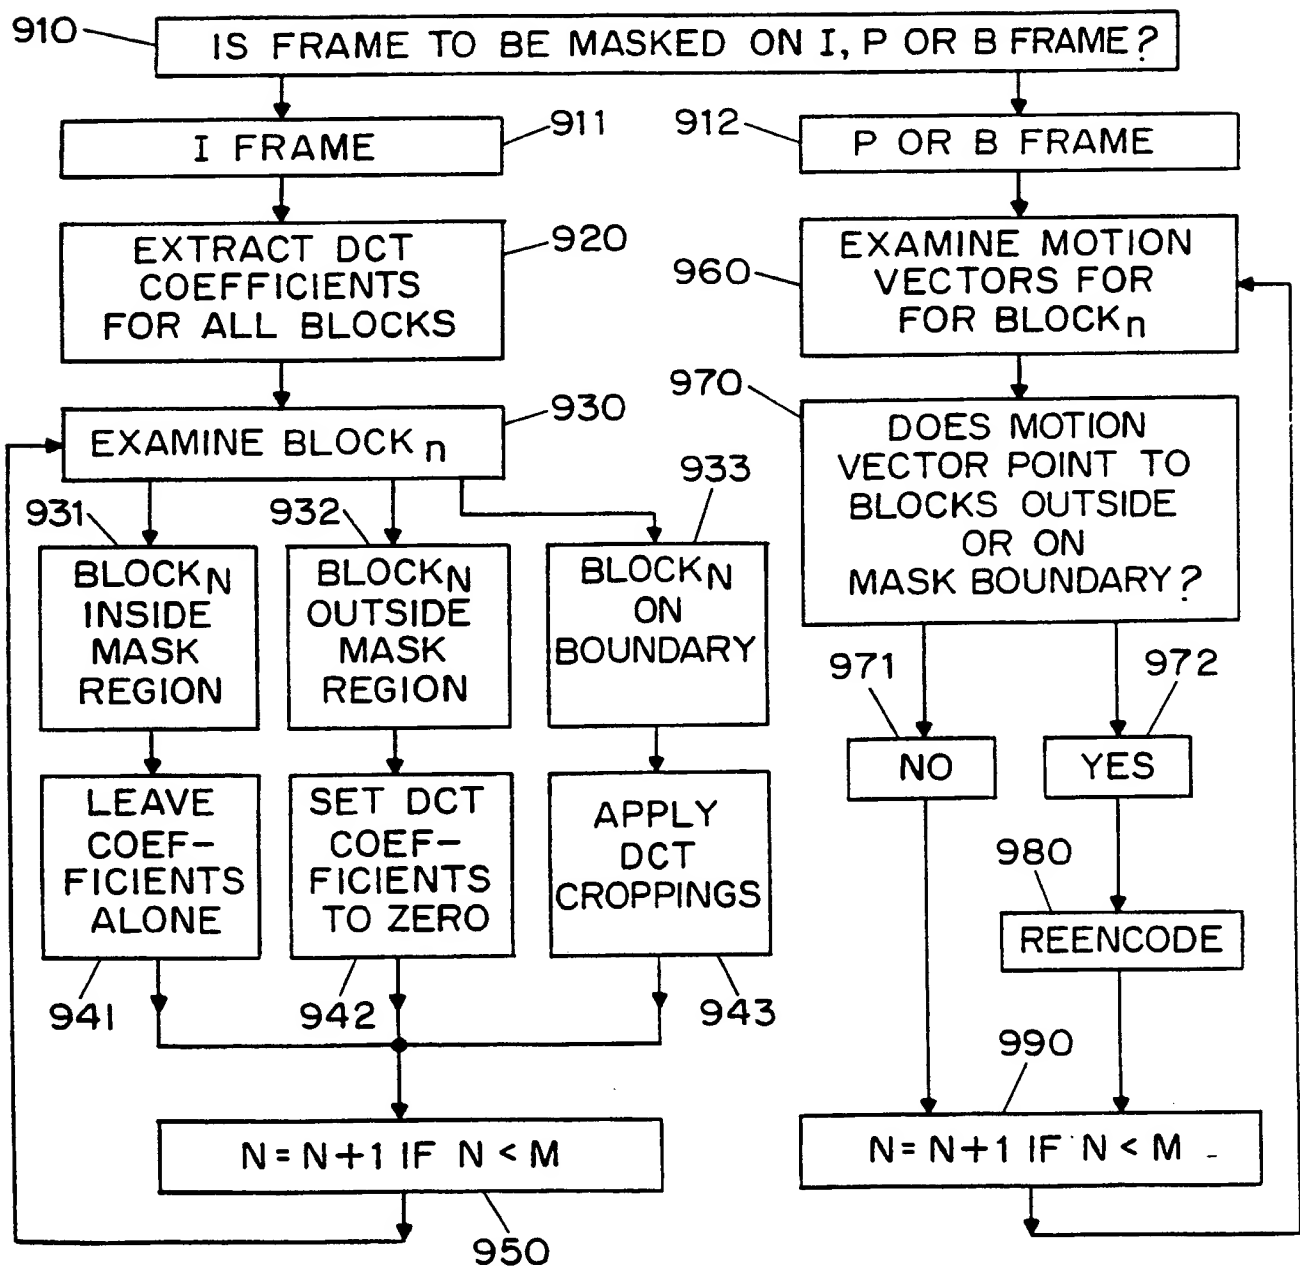 910
IS FRAME TO BE MASKED ON I, P OR B FRAME?
911
I FRAME
912
P OR B FRAME
920
EXTRACT DCT
COEFFICIENTS
FOR ALL BLOCKS
960
EXAMINE MOTION
VECTORS FOR
FOR BLOCKn
930
EXAMINE BLOCK n
970
DOES MOTION
VECTOR POINT TO
BLOCKS OUTSIDE
OR ON
MASK BOUNDARY?
931
BLOCKN
INSIDE
MASK
REGION
932
BLOCKN
OUTSIDE
MASK
REGION
933
BLOCKN
ON
BOUNDARY
971
NO
972
YES
LEAVE
COEF-
FICIENTS
ALONE
941
SET DCT
COEF-
FICIENTS
TO ZERO
942
APPLY
DCT
CROPPINGS
943
980
REENCODE
990
N=N+1 IF N<M
950
N=N+1 IF N<M